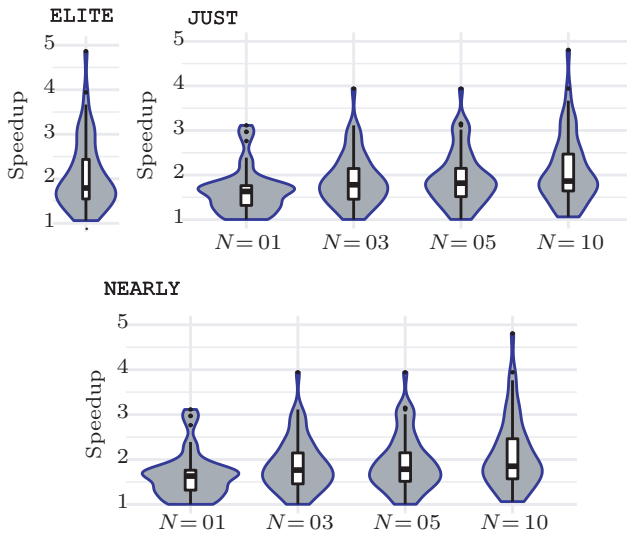 ELITE JUST
5 5
4 4
3 3
2 2
1 1
Speedup Speedup
N = 01 N = 03 N = 05 N = 10
NEARLY
5
4
3
2
1
Speedup
N = 01 N = 03 N = 05 N = 10